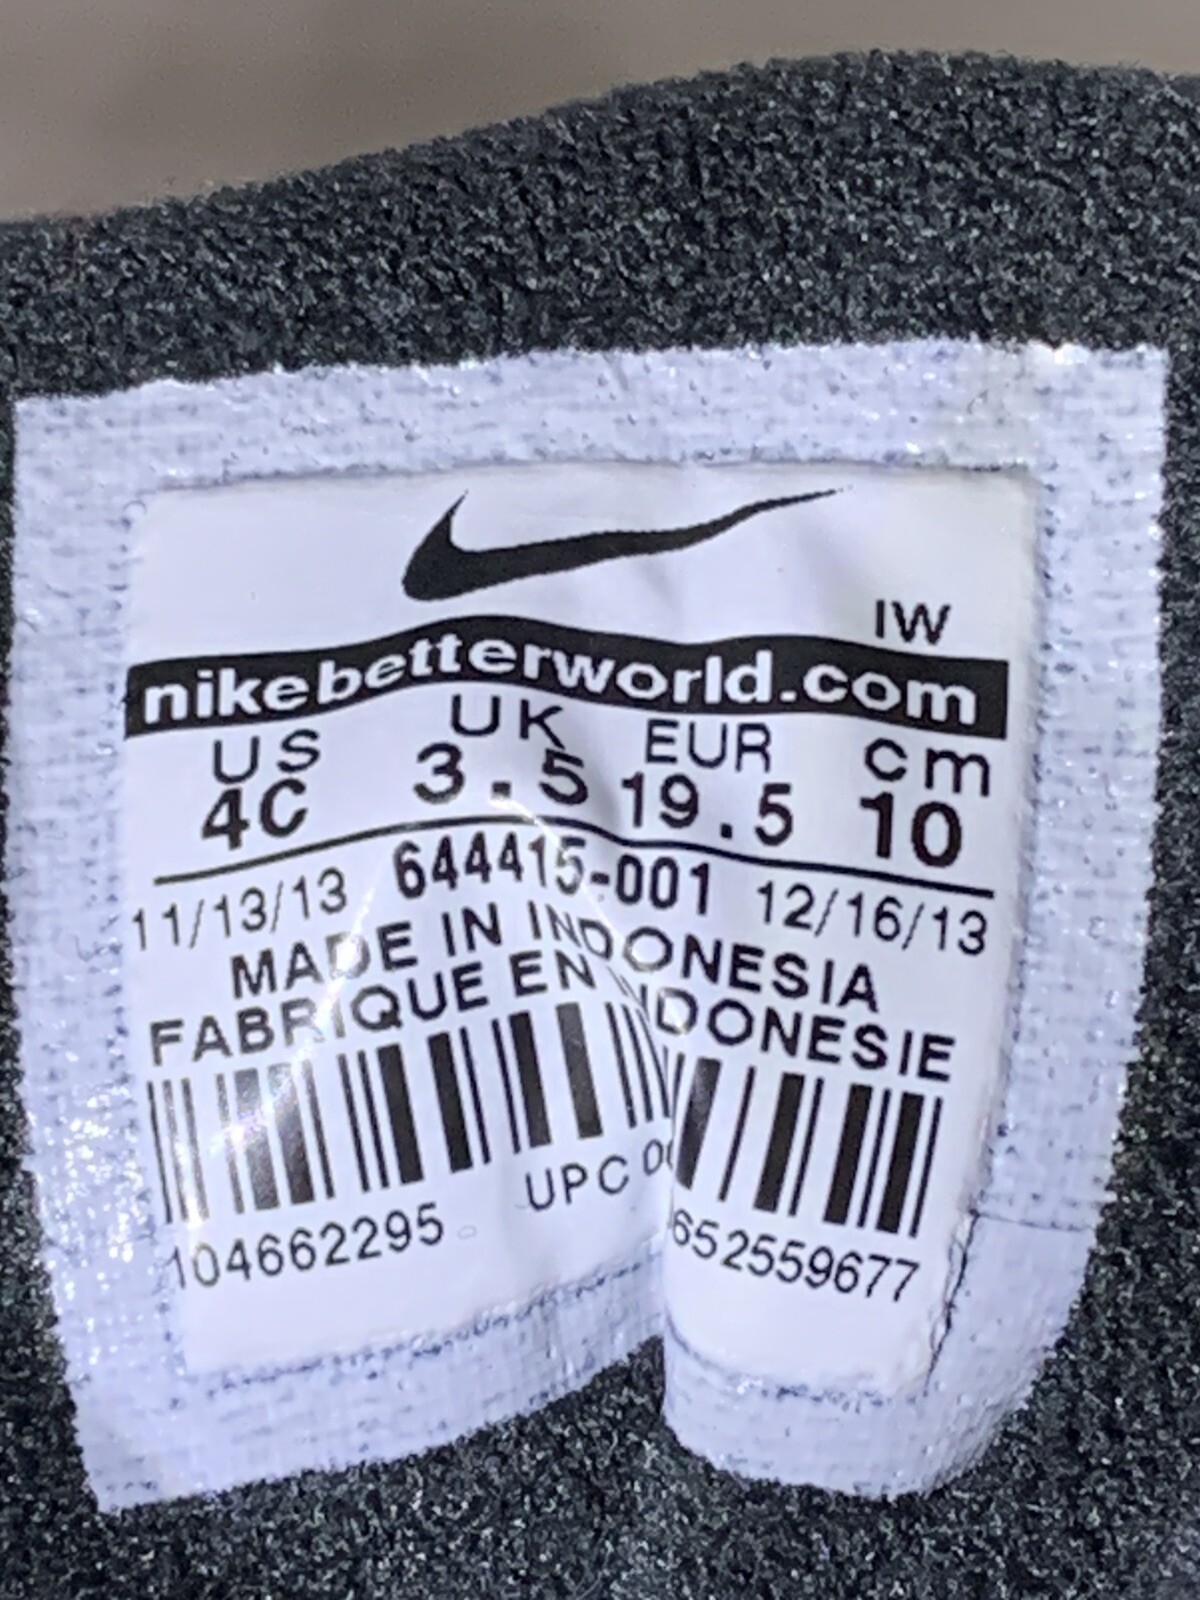 IW
nikebetterworld.com
US UK EUR cm
4C 3.5 19.5 10
11/13/13 644415-001 12/16/13
MADE IN INDONESIA
FABRIQUE EN INDONESIE
UPC
104662295